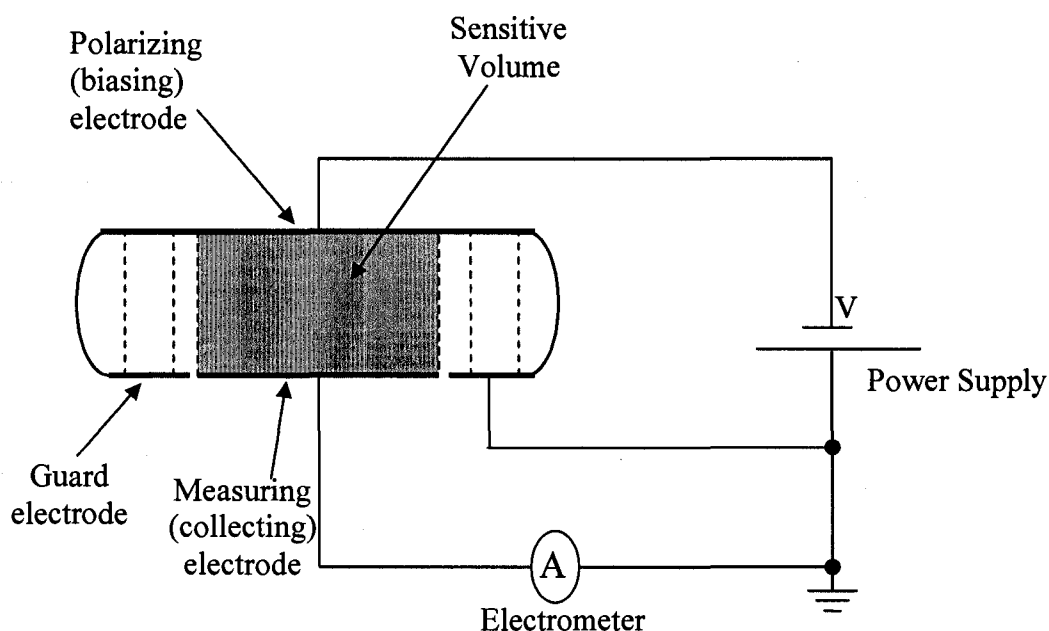 Sensitive
Volume
Polarizing
(biasing)
electrode
V
Power Supply
Guard
electrode
Measuring
(collecting)
electrode
A
Electrometer